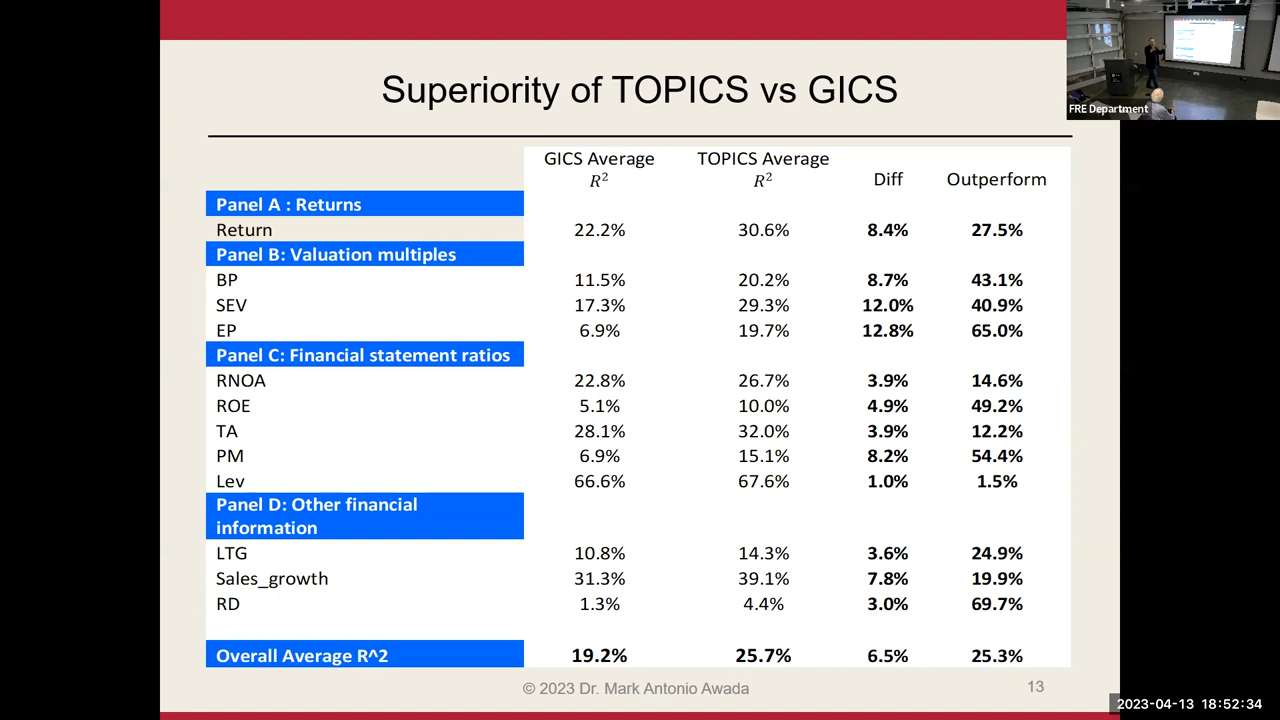 Superiority of TOPICS vs GICS
FRE Department
GICS Average R² TOPICS Average R² Diff Outperform
Panel A : Returns
Return 22.2% 30.6% 8.4% 27.5%
Panel B: Valuation multiples
BP 11.5% 20.2% 8.7% 43.1%
SEV 17.3% 29.3% 12.0% 40.9%
EP 6.9% 19.7% 12.8% 65.0%
Panel C: Financial statement ratios
RNOA 22.8% 26.7% 3.9% 14.6%
ROE 5.1% 10.0% 4.9% 49.2%
TA 28.1% 32.0% 3.9% 12.2%
PM 6.9% 15.1% 8.2% 54.4%
Lev 66.6% 67.6% 1.0% 1.5%
Panel D: Other financial
information
LTG 10.8% 14.3% 3.6% 24.9%
Sales_growth 31.3% 39.1% 7.8% 19.9%
RD 1.3% 4.4% 3.0% 69.7%
Overall Average R^2 19.2% 25.7% 6.5% 25.3%
© 2023 Dr. Mark Antonio Awada 13
2023-04-13 18:52:34